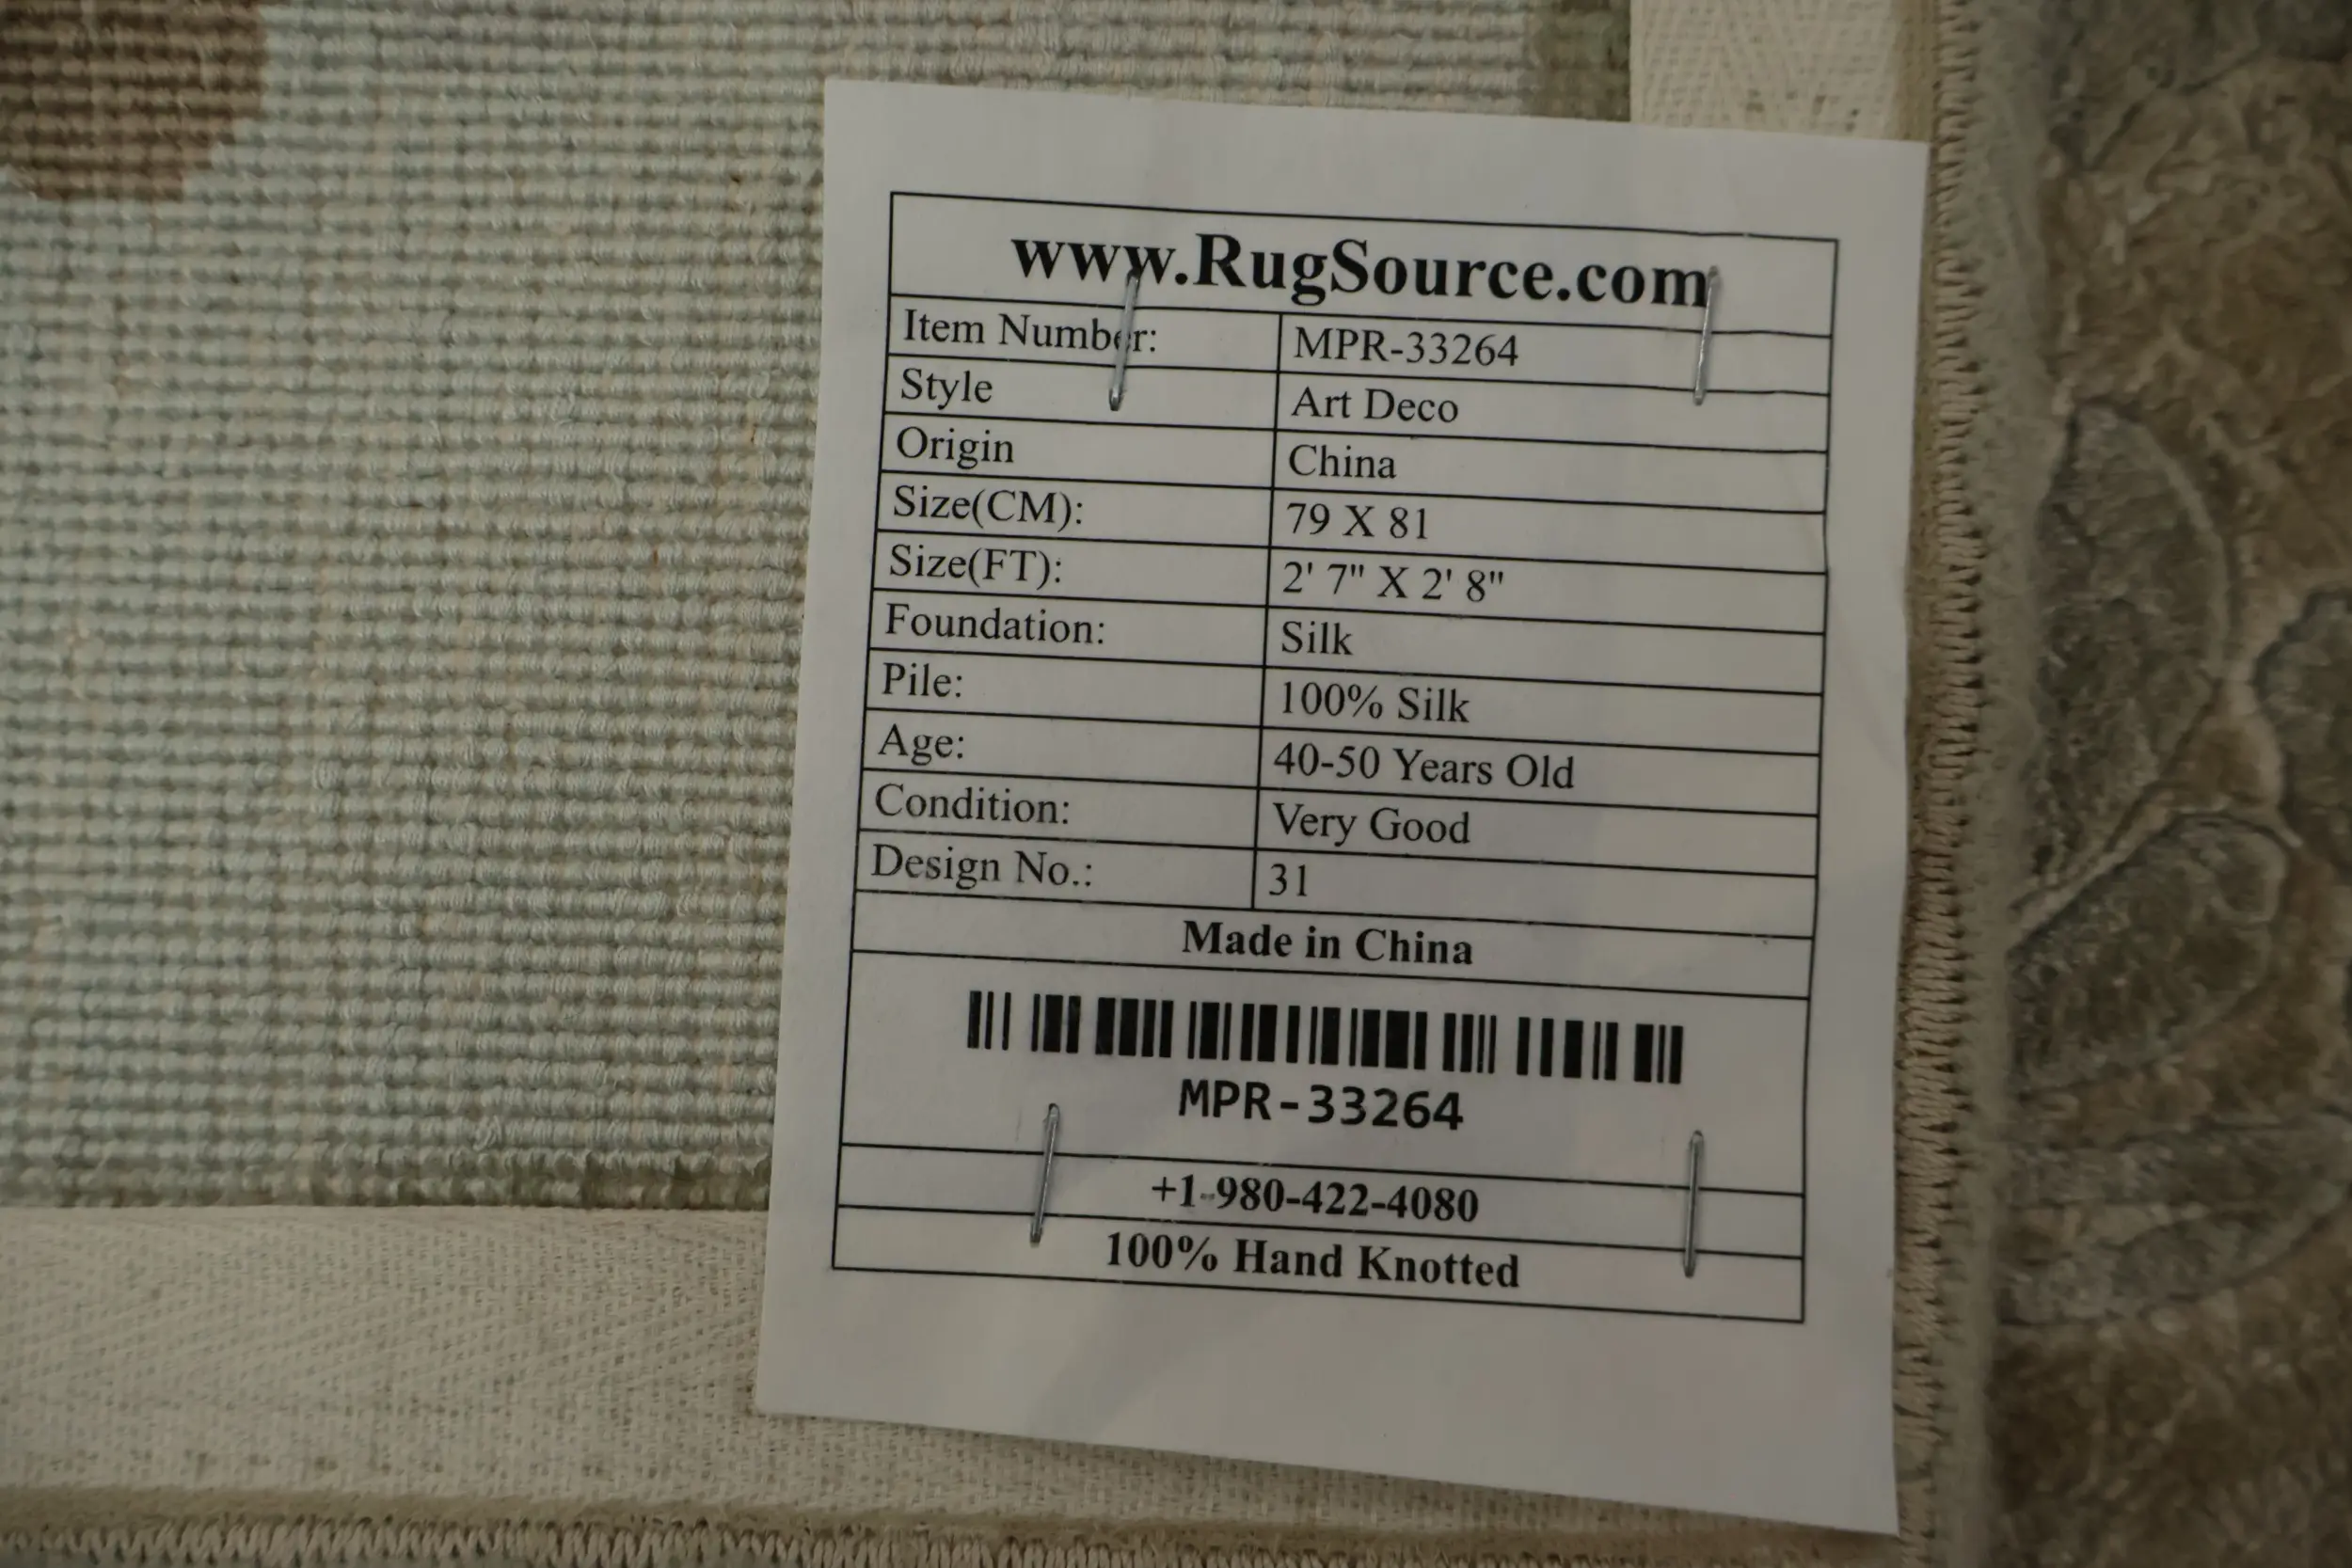 www.RugSource.com
Item Number: MPR-33264
Style Art Deco
Origin China
Size(CM): 79 X 81
Size(FT): 2' 7" X 2' 8"
Foundation: Silk
Pile: 100% Silk
Age: 40-50 Years Old
Condition: Very Good
Design No.: 31
Made in China
MPR-33264
+1-980-422-4080
100% Hand Knotted